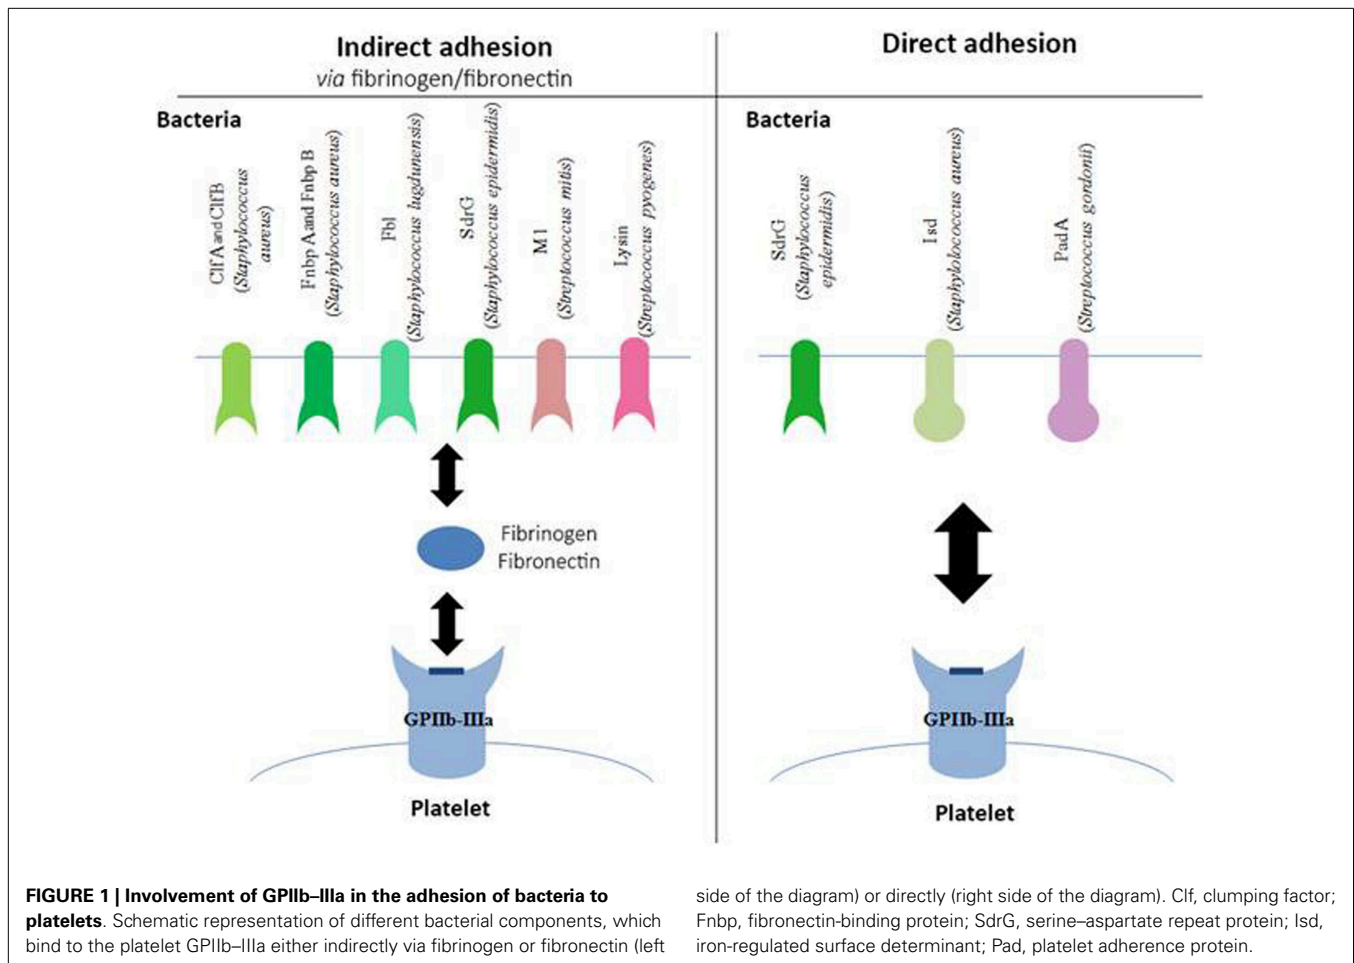 Indirect adhesion
via fibrinogen/fibronectin
Bacteria
ClfA and ClfB
(Staphylococcus
aureus)
Fnbp A and Fnbp B
(Staphylococcus aureus)
Fbl
(Staphylococcus lugdunensis)
SdrG
(Staphylococcus epidermidis)
M1
(Streptococcus mitis)
Lysin
(Streptococcus pyogenes)
Fibrinogen
Fibronectin
GPIIb-IIIa
Platelet
Direct adhesion
Bacteria
SdrG
(Staphylococcus
epidermidis)
Isd
(Staphylolococcus aureus)
PadA
(Streptococcus gordonii)
GPIIb-IIIa
Platelet
FIGURE 1 | Involvement of GPIIb–IIIa in the adhesion of bacteria to
platelets. Schematic representation of different bacterial components, which
bind to the platelet GPIIb–IIIa either indirectly via fibrinogen or fibronectin (left
side of the diagram) or directly (right side of the diagram). Clf, clumping factor;
Fnbp, fibronectin-binding protein; SdrG, serine–aspartate repeat protein; Isd,
iron-regulated surface determinant; Pad, platelet adherence protein.